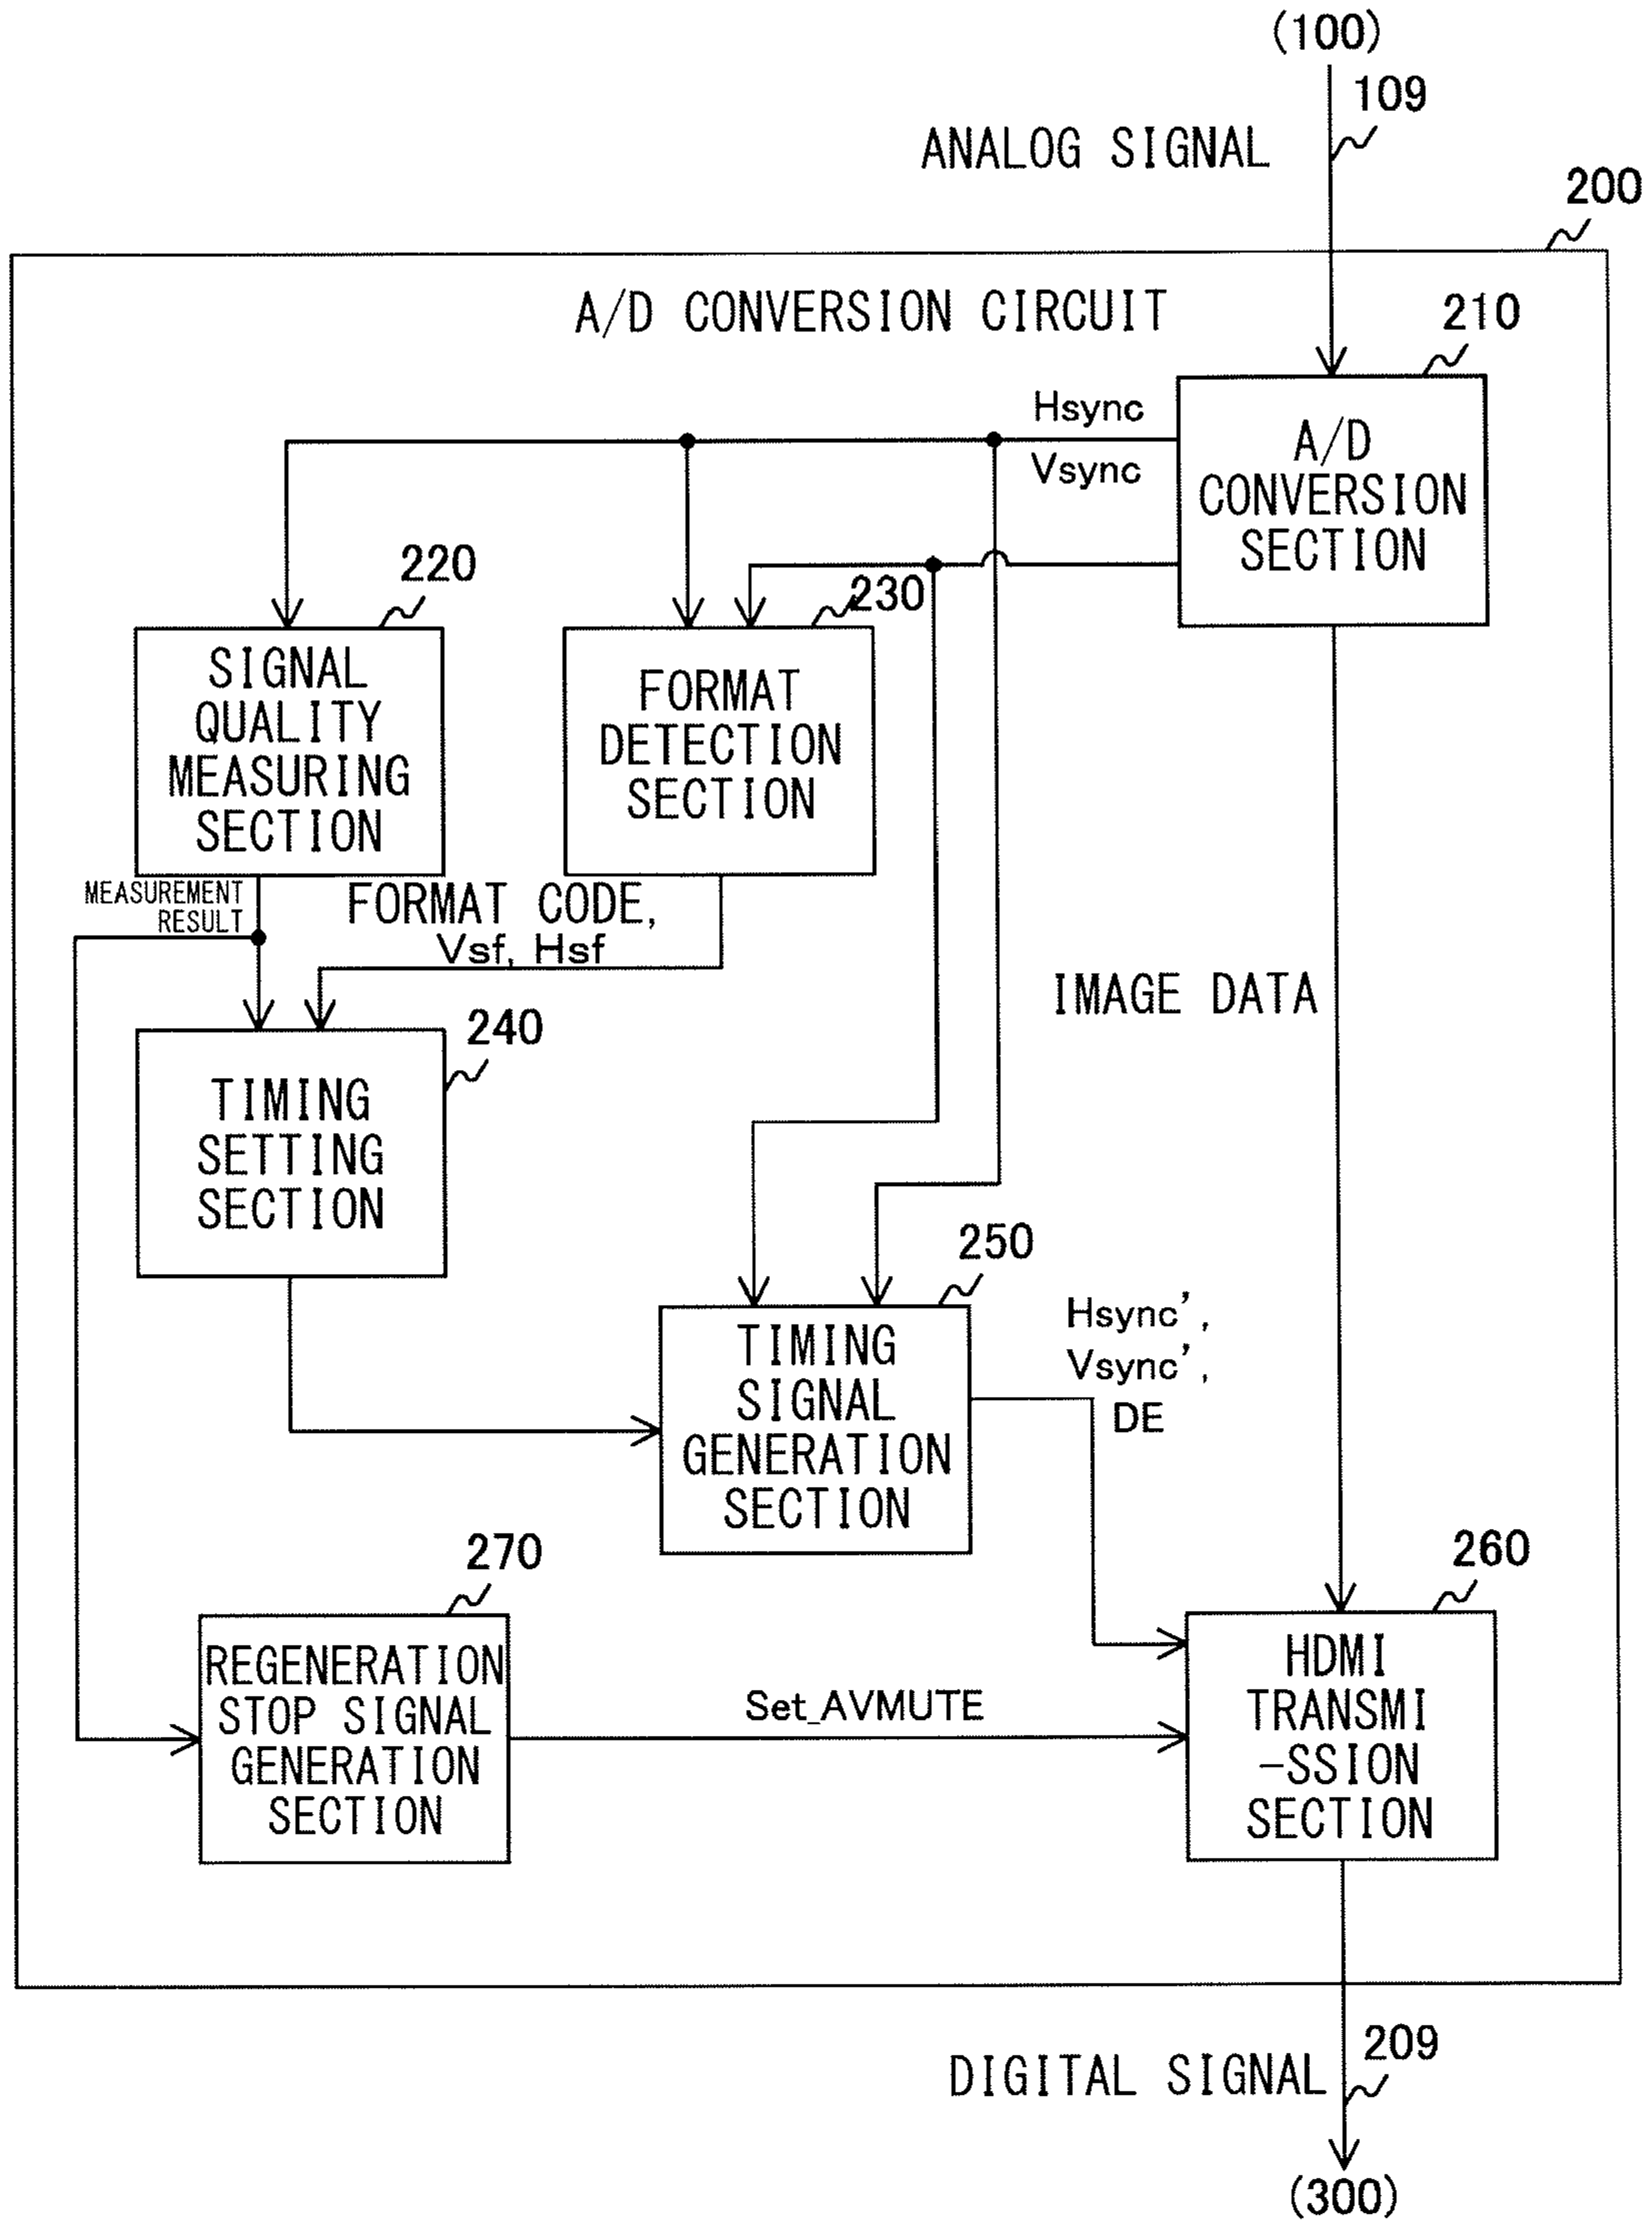 (100)
109
ANALOG SIGNAL
200
A/D CONVERSION CIRCUIT
210
Hsync
Vsync
A/D
CONVERSION
SECTION
220
230
SIGNAL
QUALITY
MEASURING
SECTION
FORMAT
DETECTION
SECTION
MEASUREMENT
RESULT
FORMAT CODE,
Vsf, Hsf
IMAGE DATA
240
TIMING
SETTING
SECTION
250
TIMING
SIGNAL
GENERATION
SECTION
Hsync',
Vsync',
DE
270
260
REGENERATION
STOP SIGNAL
GENERATION
SECTION
Set_AVMUTE
HDMI
TRANSMI
-SSION
SECTION
209
DIGITAL SIGNAL
(300)